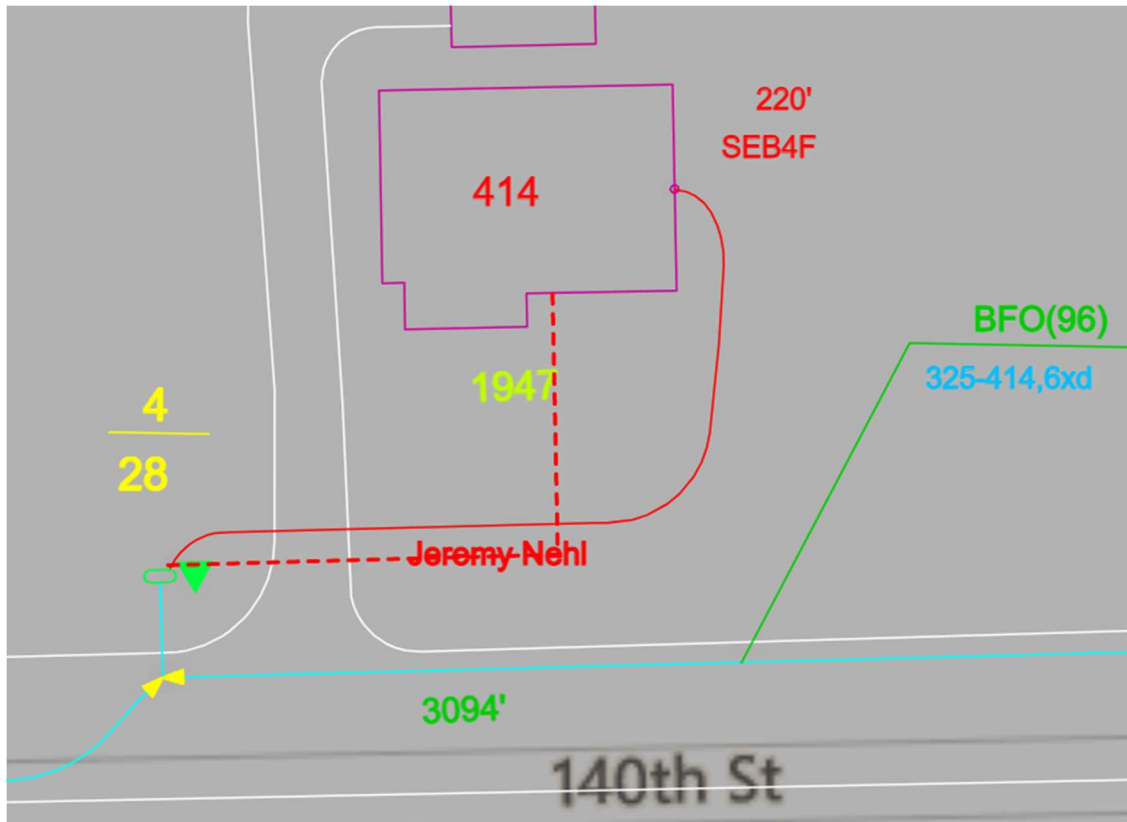 220'
SEB4F
414
BFO(96)
325-414,6xd
1947
4
28
Jeremy Nehl
3094'
140th St